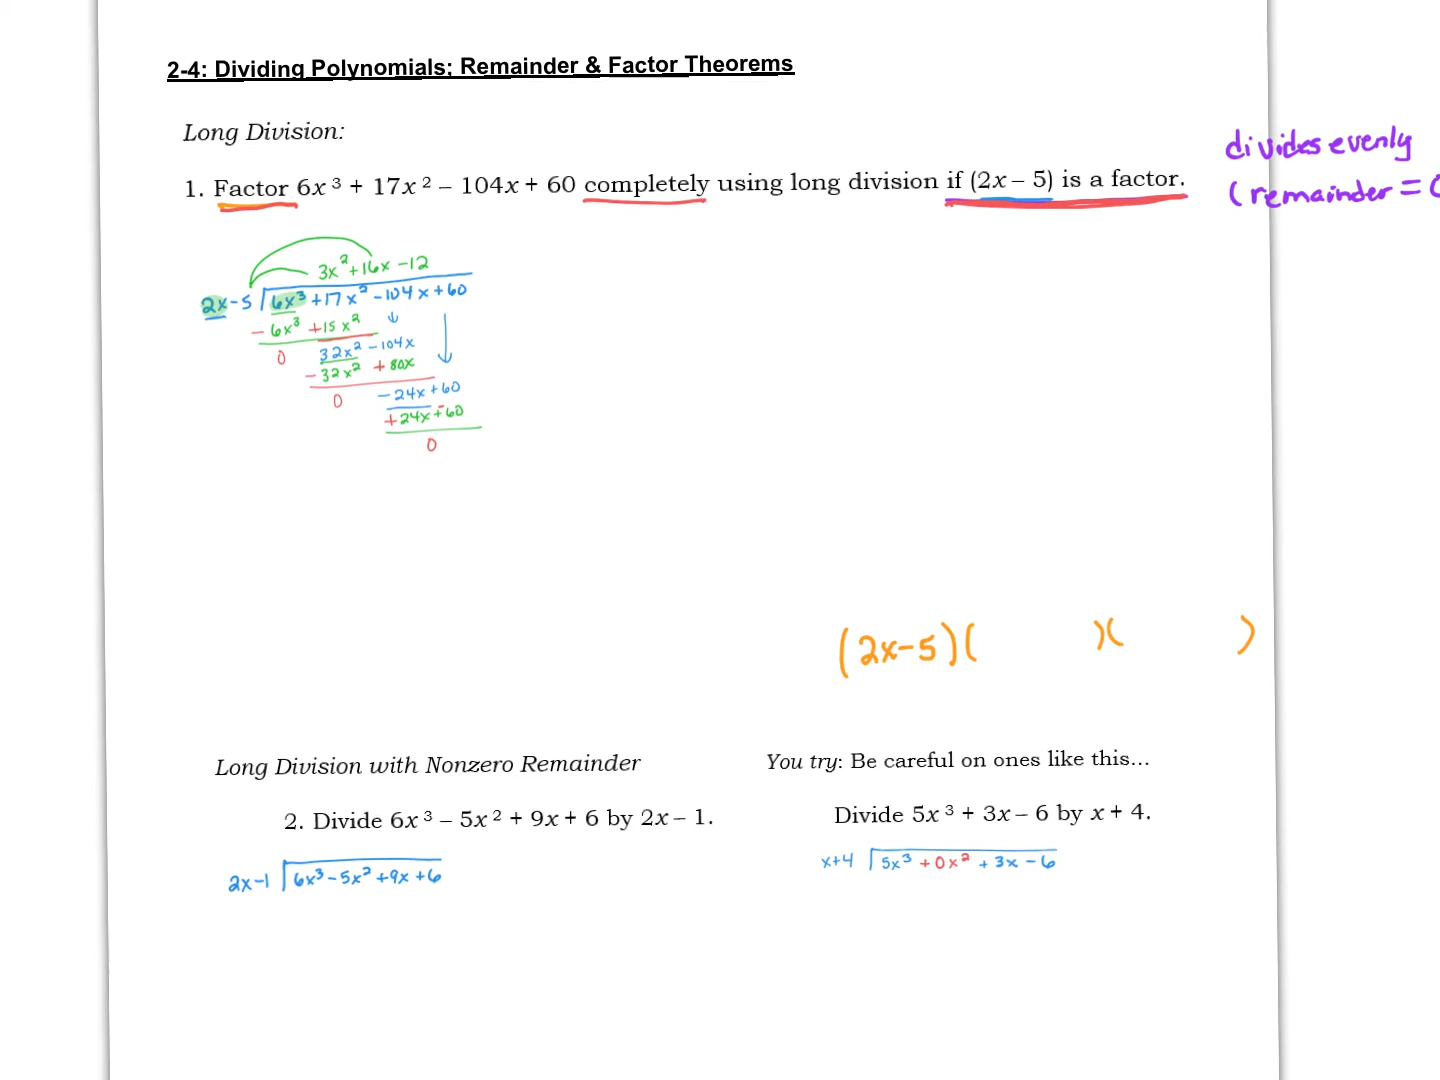 2-4: Dividing Polynomials; Remainder & Factor Theorems
Long Division:
1. Factor 6x³ + 17x² – 104x + 60 completely using long division if (2x – 5) is a factor.
divides evenly
(remainder = 0
3x² +16x -12
2x-5 6x³ +17x² -104x +60
- 6x³ +15x²
0 32x² -104x
- 32x² + 80x
0 -24x +60
+24x -60
0
(2x-5)( )( )
Long Division with Nonzero Remainder
2. Divide 6x³ – 5x² + 9x + 6 by 2x – 1.
2x-1 6x³ -5x² +9x +6
You try: Be careful on ones like this...
Divide 5x³ + 3x – 6 by x + 4.
x+4 5x³ +0x² + 3x -6